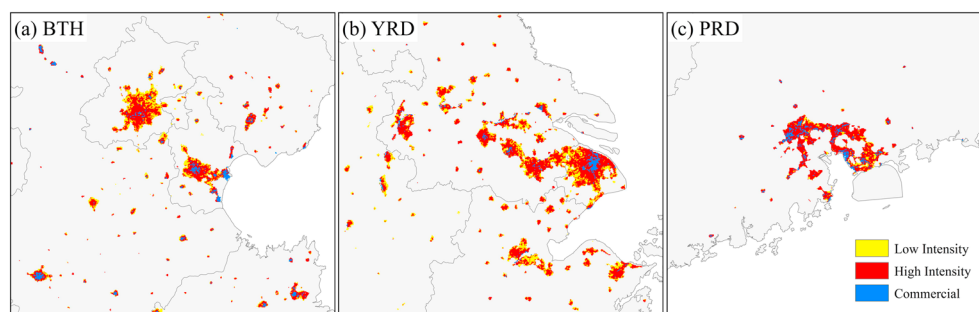 (a) BTH
(b) YRD
(c) PRD
Low Intensity
High Intensity
Commercial